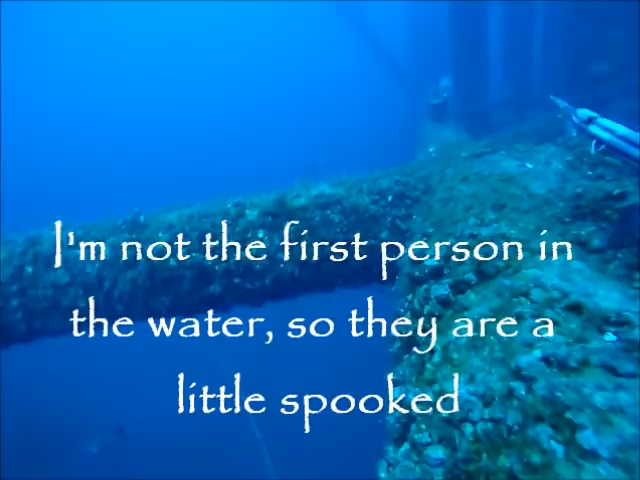 I'm not the first person in
the water, so they are a
little spooked